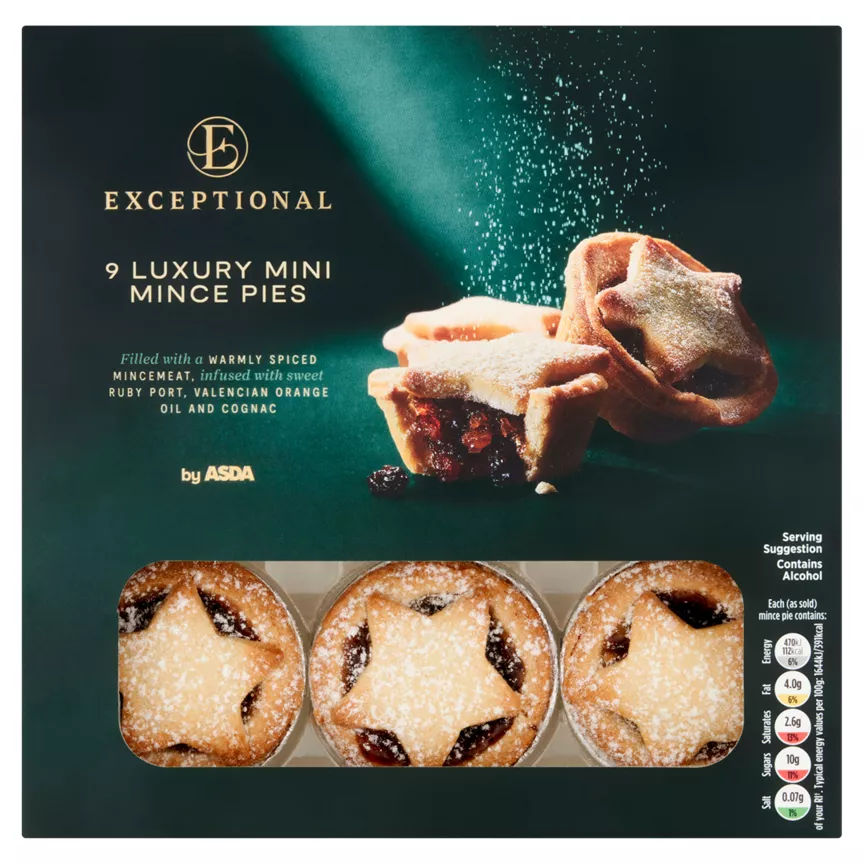 E
EXCEPTIONAL
9 LUXURY MINI
MINCE PIES
Filled with a WARMLY SPICED
MINCEMEAT, infused with sweet
RUBY PORT, VALENCIAN ORANGE
OIL AND COGNAC
by ASDA
Serving
Suggestion
Contains
Alcohol
Each (as sold)
mince pie contains:
Energy
470kJ
112kcal
6%
Fat
4.0g
6%
Saturates
2.6g
13%
Sugars
10g
11%
Salt
0.07g
1%
of your RI*. Typical energy values per 100g: 1644kJ/391kcal